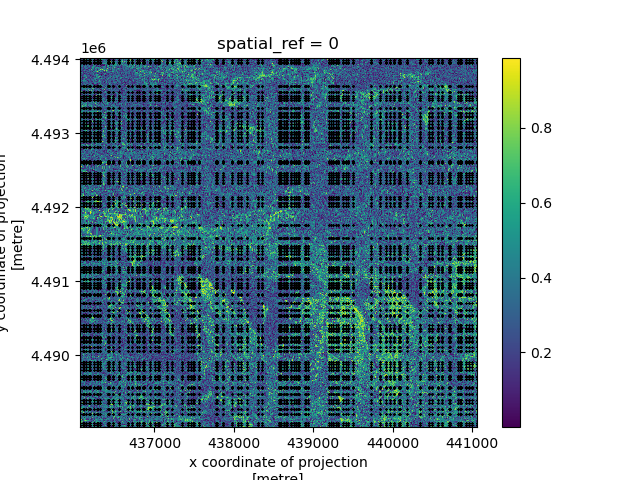 spatial_ref = 0
1e6
4.494
4.493
4.492
4.491
4.490
y coordinate of projection
[metre]
437000 438000 439000 440000 441000
x coordinate of projection
[metre]
0.8
0.6
0.4
0.2